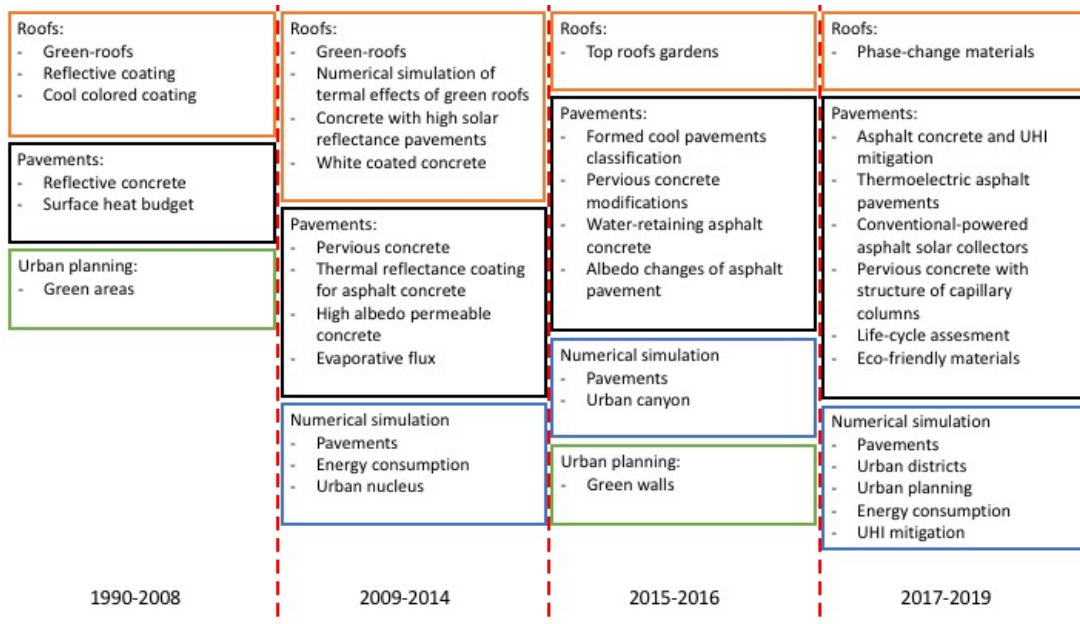 Roofs:
- Green-roofs
- Reflective coating
- Cool colored coating
Pavements:
- Reflective concrete
- Surface heat budget
Urban planning:
- Green areas
1990-2008
Roofs:
- Green-roofs
- Numerical simulation of
termal effects of green roofs
- Concrete with high solar
reflectance pavements
- White coated concrete
Pavements:
- Pervious concrete
- Thermal reflectance coating
for asphalt concrete
- High albedo permeable
concrete
- Evaporative flux
Numerical simulation
- Pavements
- Energy consumption
- Urban nucleus
2009-2014
Roofs:
- Top roofs gardens
Pavements:
- Formed cool pavements
classification
- Pervious concrete
modifications
- Water-retaining asphalt
concrete
- Albedo changes of asphalt
pavement
Numerical simulation
- Pavements
- Urban canyon
Urban planning:
- Green walls
2015-2016
Roofs:
- Phase-change materials
Pavements:
- Asphalt concrete and UHI
mitigation
- Thermoelectric asphalt
pavements
- Conventional-powered
asphalt solar collectors
- Pervious concrete with
structure of capillary
columns
- Life-cycle assesment
- Eco-friendly materials
Numerical simulation
- Pavements
- Urban districts
- Urban planning
- Energy consumption
- UHI mitigation
2017-2019